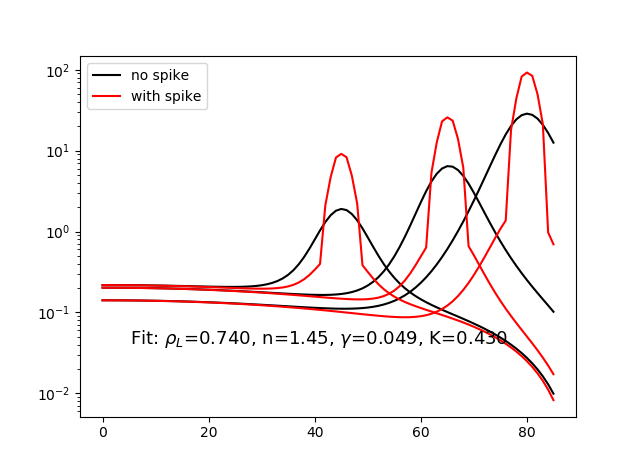 10²
no spike
with spike
10¹
10⁰
10⁻¹
Fit: ρ_L=0.740, n=1.45, γ=0.049, K=0.430
10⁻²
0 20 40 60 80